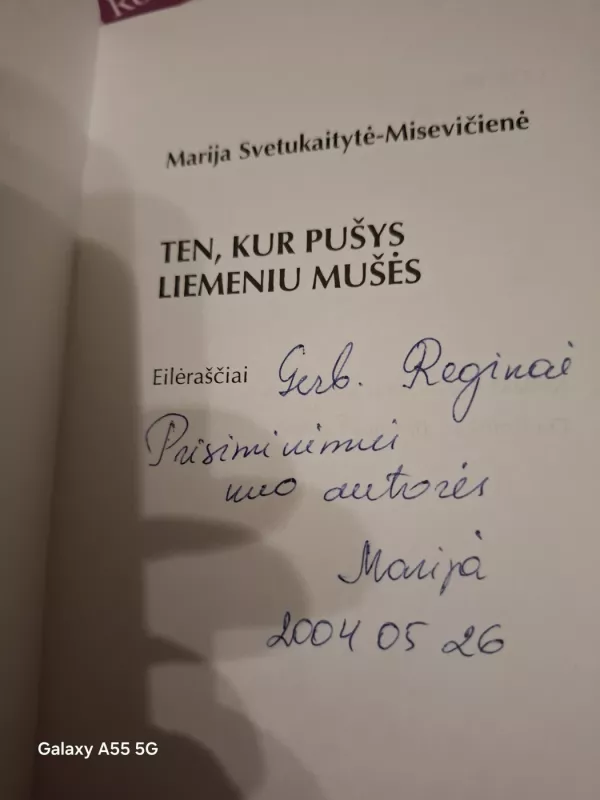 Marija Svetukaitytė-Misevičienė
TEN, KUR PUŠYS
LIEMENIU MUŠĖS
Eilėraščiai Gerb. Reginai
Prisiminimui
nuo autorės
Marija
2004 05 26
Galaxy A55 5G